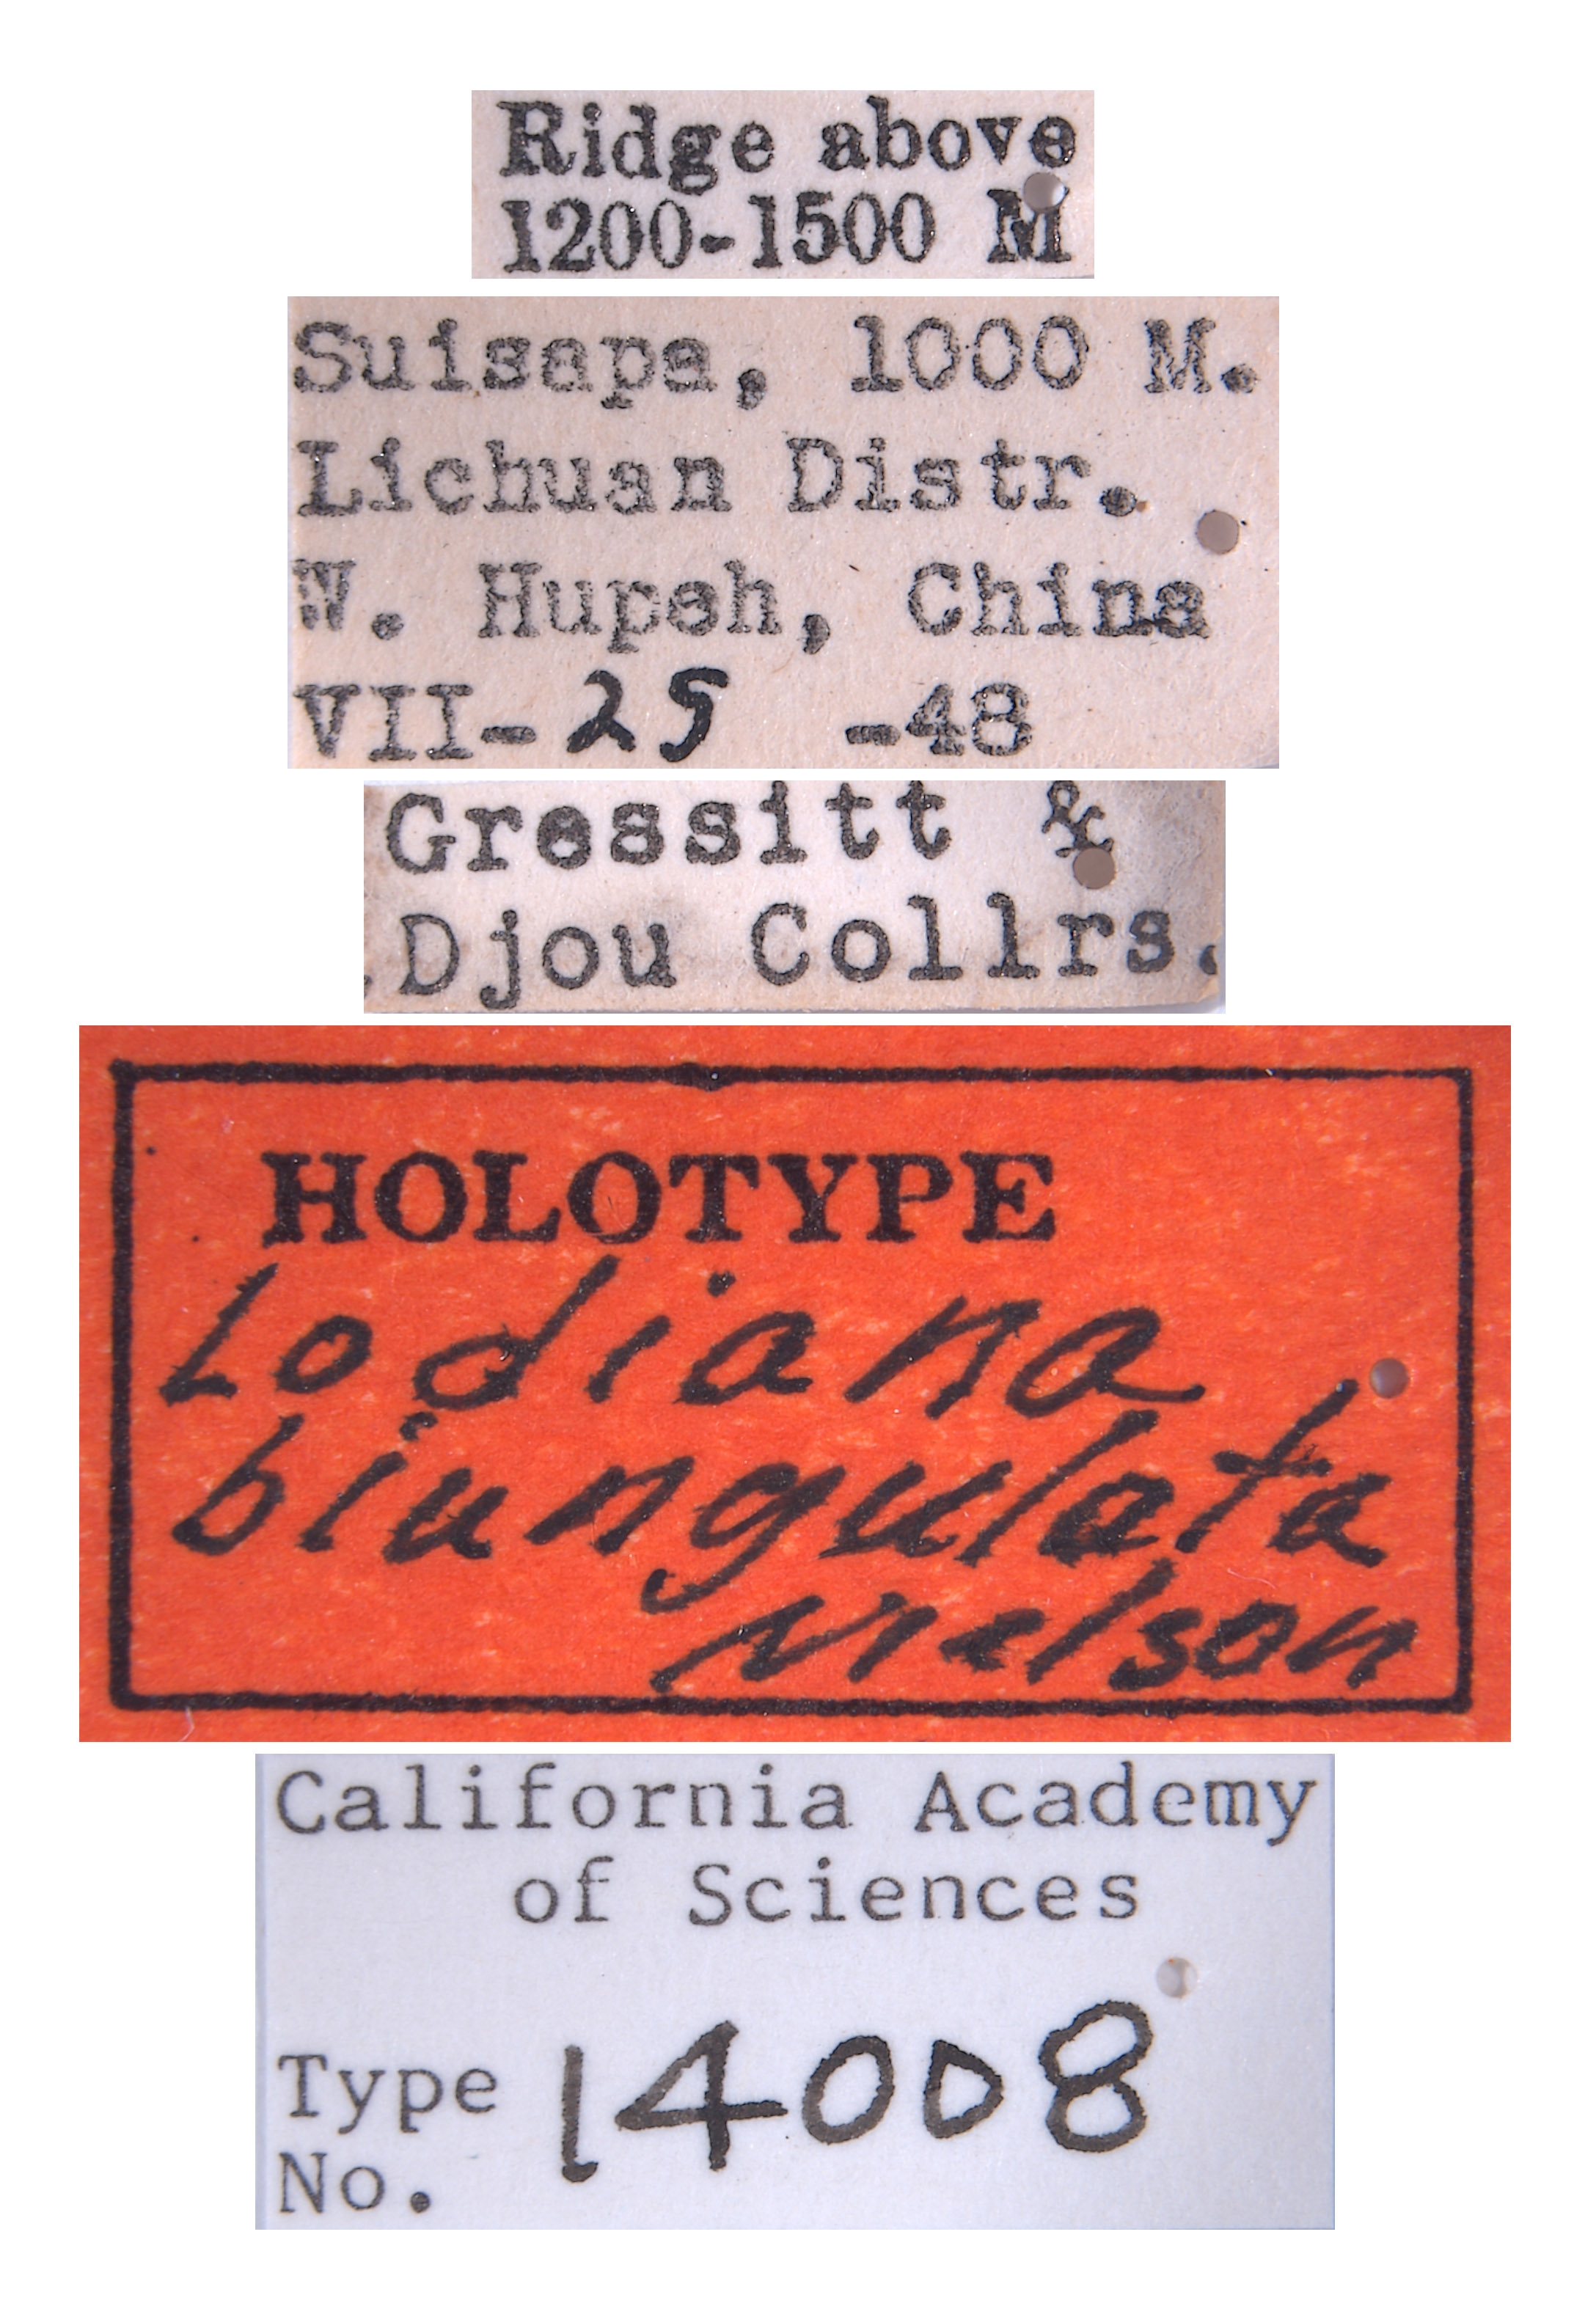 Ridge above
1200-1500 M
Suisapa, 1000 M.
Lichuan Distr.
W. Hupeh, China
VII-25 -48
Gressitt &
.Djou Collrs.
HOLOTYPE
Lodiana
biungulata
Nielson
California Academy
of Sciences
Type 14008
No.